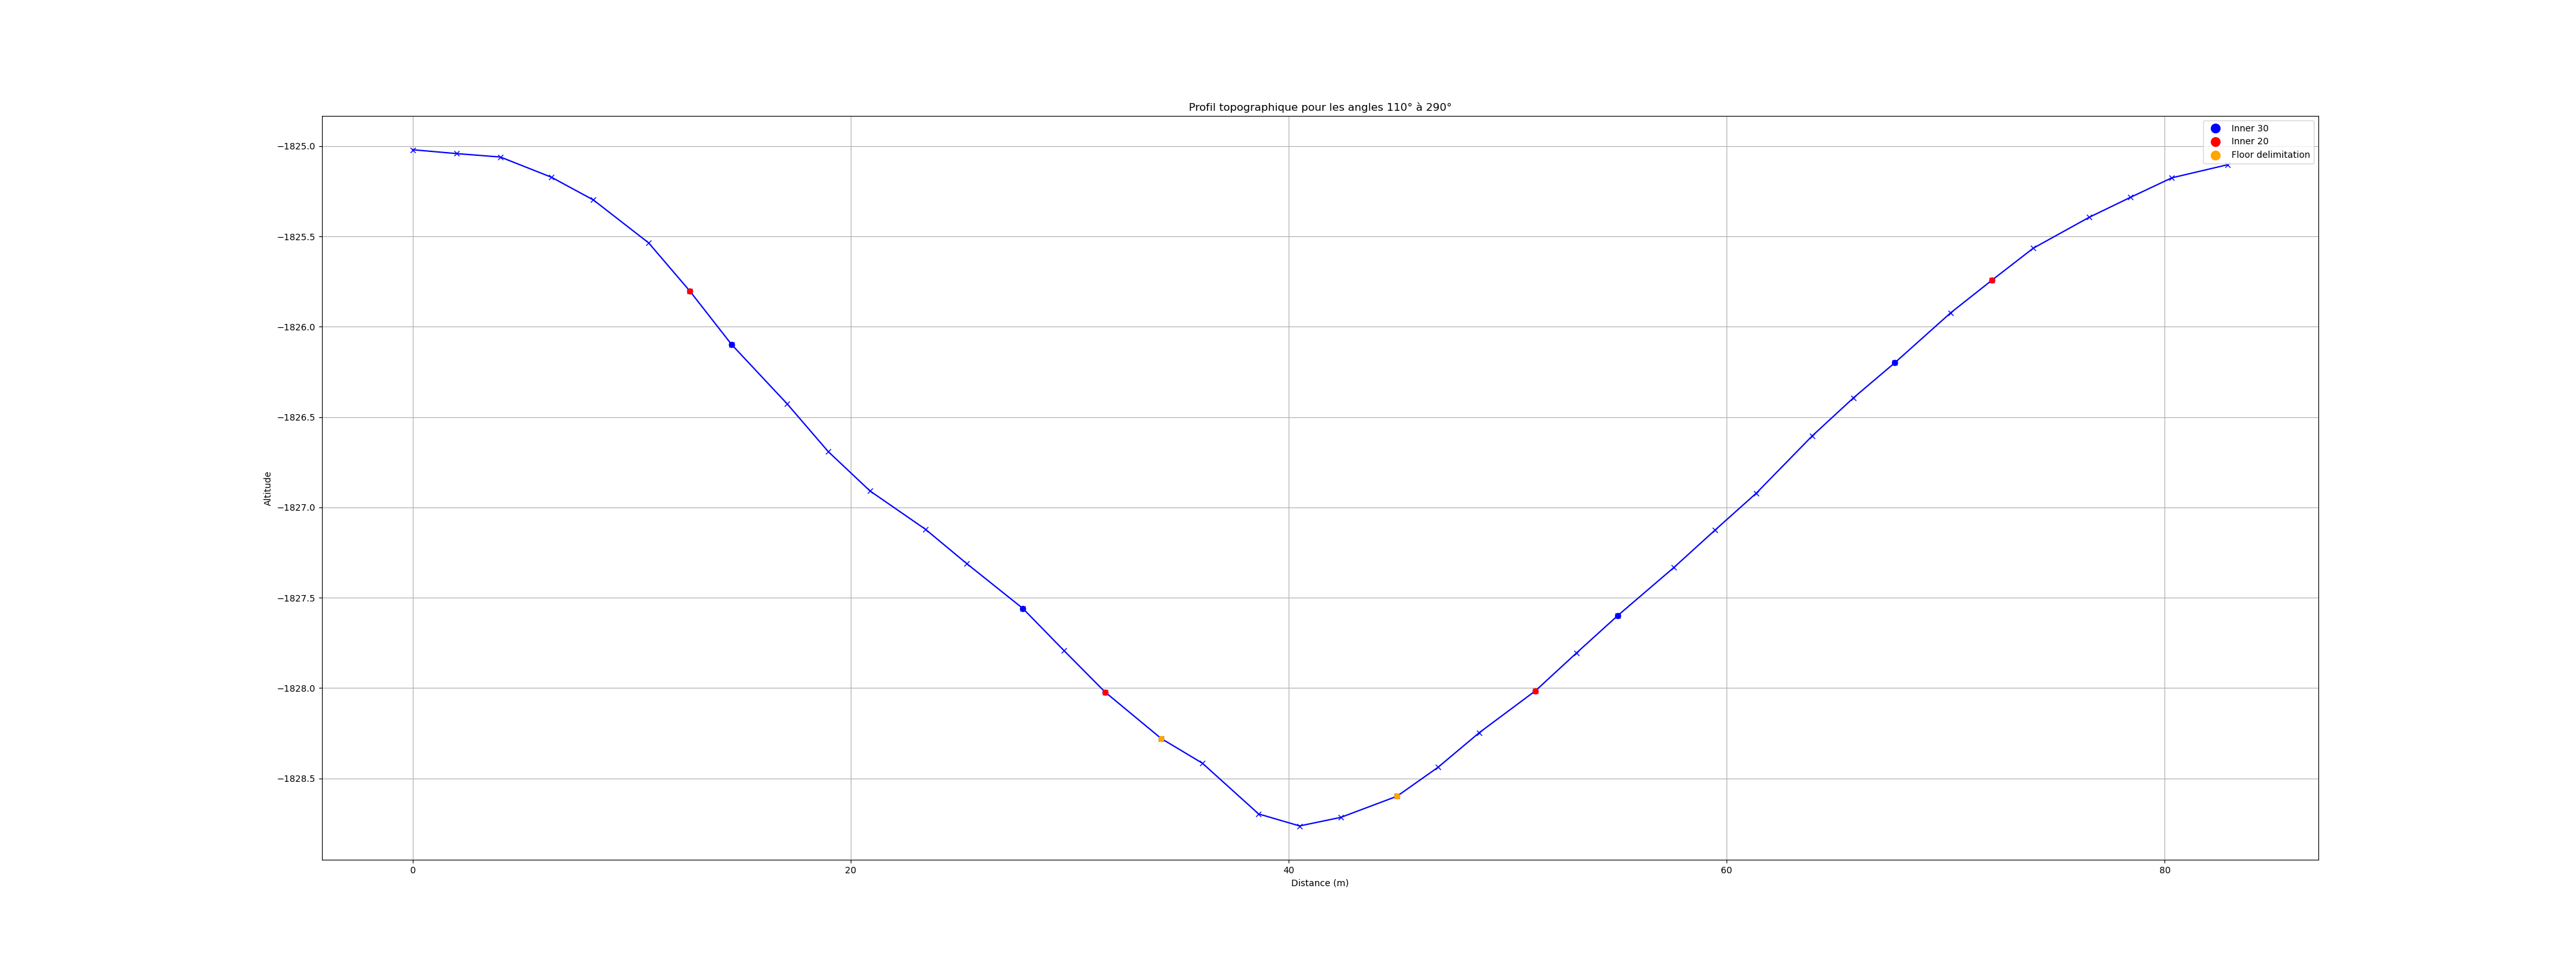 Profil topographique pour les angles 110° à 290°
Inner 30
Inner 20
Floor delimitation
−1825.0
−1825.5
−1826.0
−1826.5
−1827.0
−1827.5
−1828.0
−1828.5
Altitude
0 20 40 60 80
Distance (m)